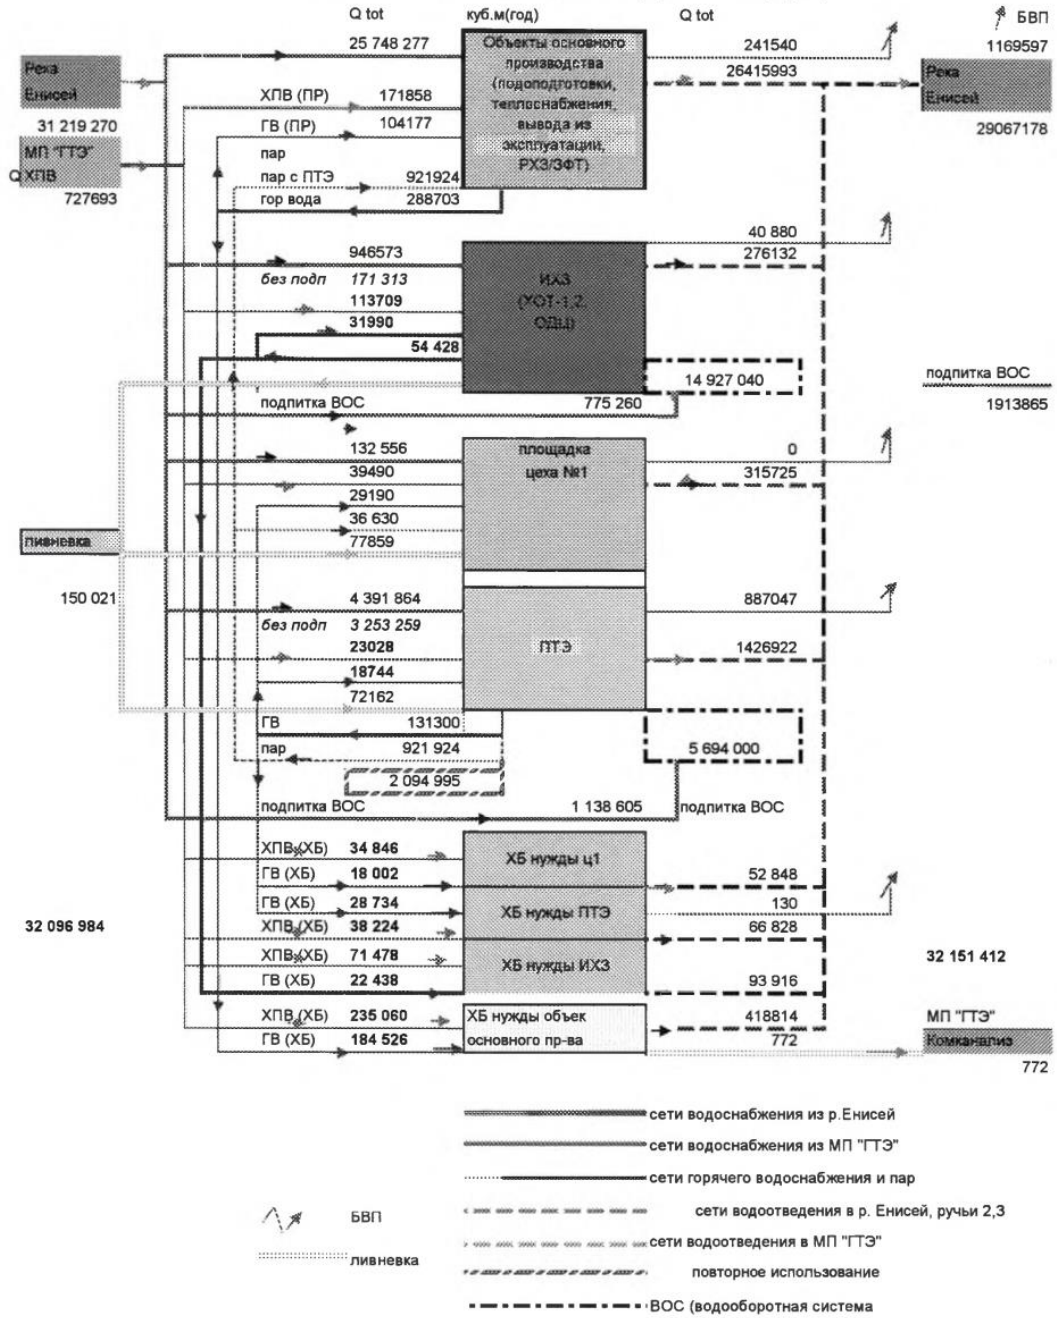 Q tot куб.м(год) Q tot БВП
25 748 277 Объекты основного 241540 1169597
Река производства 26415993 Река
Енисей (подоподготовки, Енисей
ХПВ (ПР) 171858 теплоснабжения,
31 219 270 ГВ (ПР) 104177 вывода из 29067178
МП "ГТЭ" пар эксплуатации,
Q ХПВ РХЗ/ЗФТ)
727693 пар с ПТЭ 921924
гор вода 288703
40 880
946573 276132
без подп 171 313 ИХЗ
113709 (УОТ-1,2,
31990 ОДЦ)
54 428
14 927 040 подпитка ВОС
подпитка ВОС 775 260 1913865
132 556 площадка 0
39490 цеха №1 315725
29190
36 630
ливневка 77859
150 021 4 391 864 887047
без подп 3 253 259
23028 ПТЭ 1426922
18744
72162
ГВ 131300
пар 921 924 5 694 000
2 094 995
подпитка ВОС 1 138 605 подпитка ВОС
ХПВ (ХБ) 34 846 ХБ нужды ц1
ГВ (ХБ) 18 002 52 848
ГВ (ХБ) 28 734 ХБ нужды ПТЭ 130
32 096 984 ХПВ (ХБ) 38 224 66 828
ХПВ (ХБ) 71 478 ХБ нужды ИХЗ 32 151 412
ГВ (ХБ) 22 438 93 916
ХПВ (ХБ) 235 060 ХБ нужды объек 418814 МП "ГТЭ"
ГВ (ХБ) 184 526 основного пр-ва 772 Комканализ
772
сети водоснабжения из р.Енисей
сети водоснабжения из МП "ГТЭ"
сети горячего водоснабжения и пар
БВП сети водоотведения в р. Енисей, ручьи 2,3
сети водоотведения в МП "ГТЭ"
ливневка
повторное использование
ВОС (водооборотная система